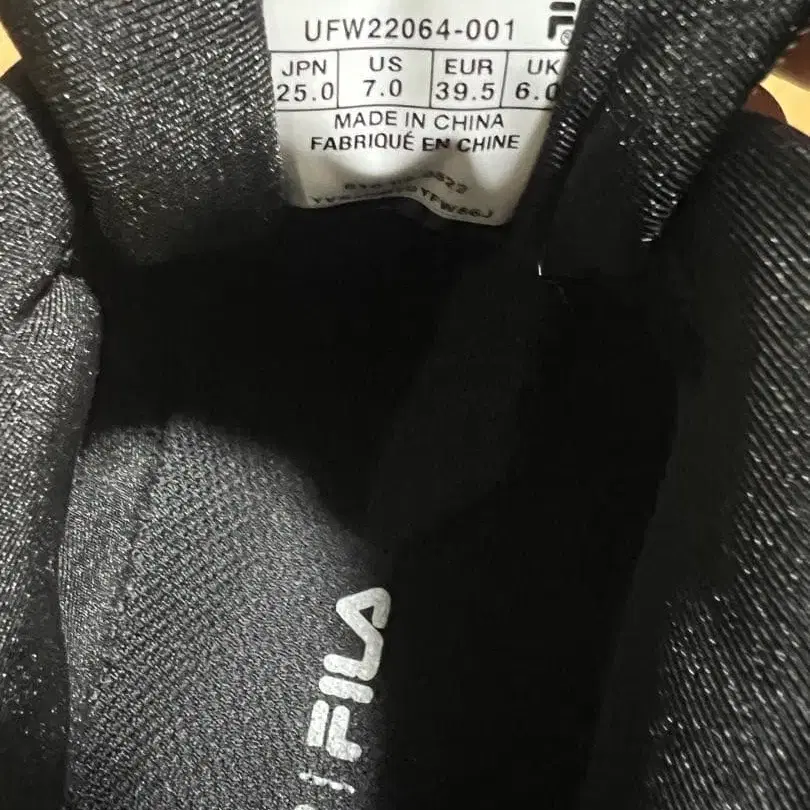 UFW22064-001
JPN US EUR UK
25.0 7.0 39.5 6.0
MADE IN CHINA
FABRIQUÉ EN CHINE
FILA